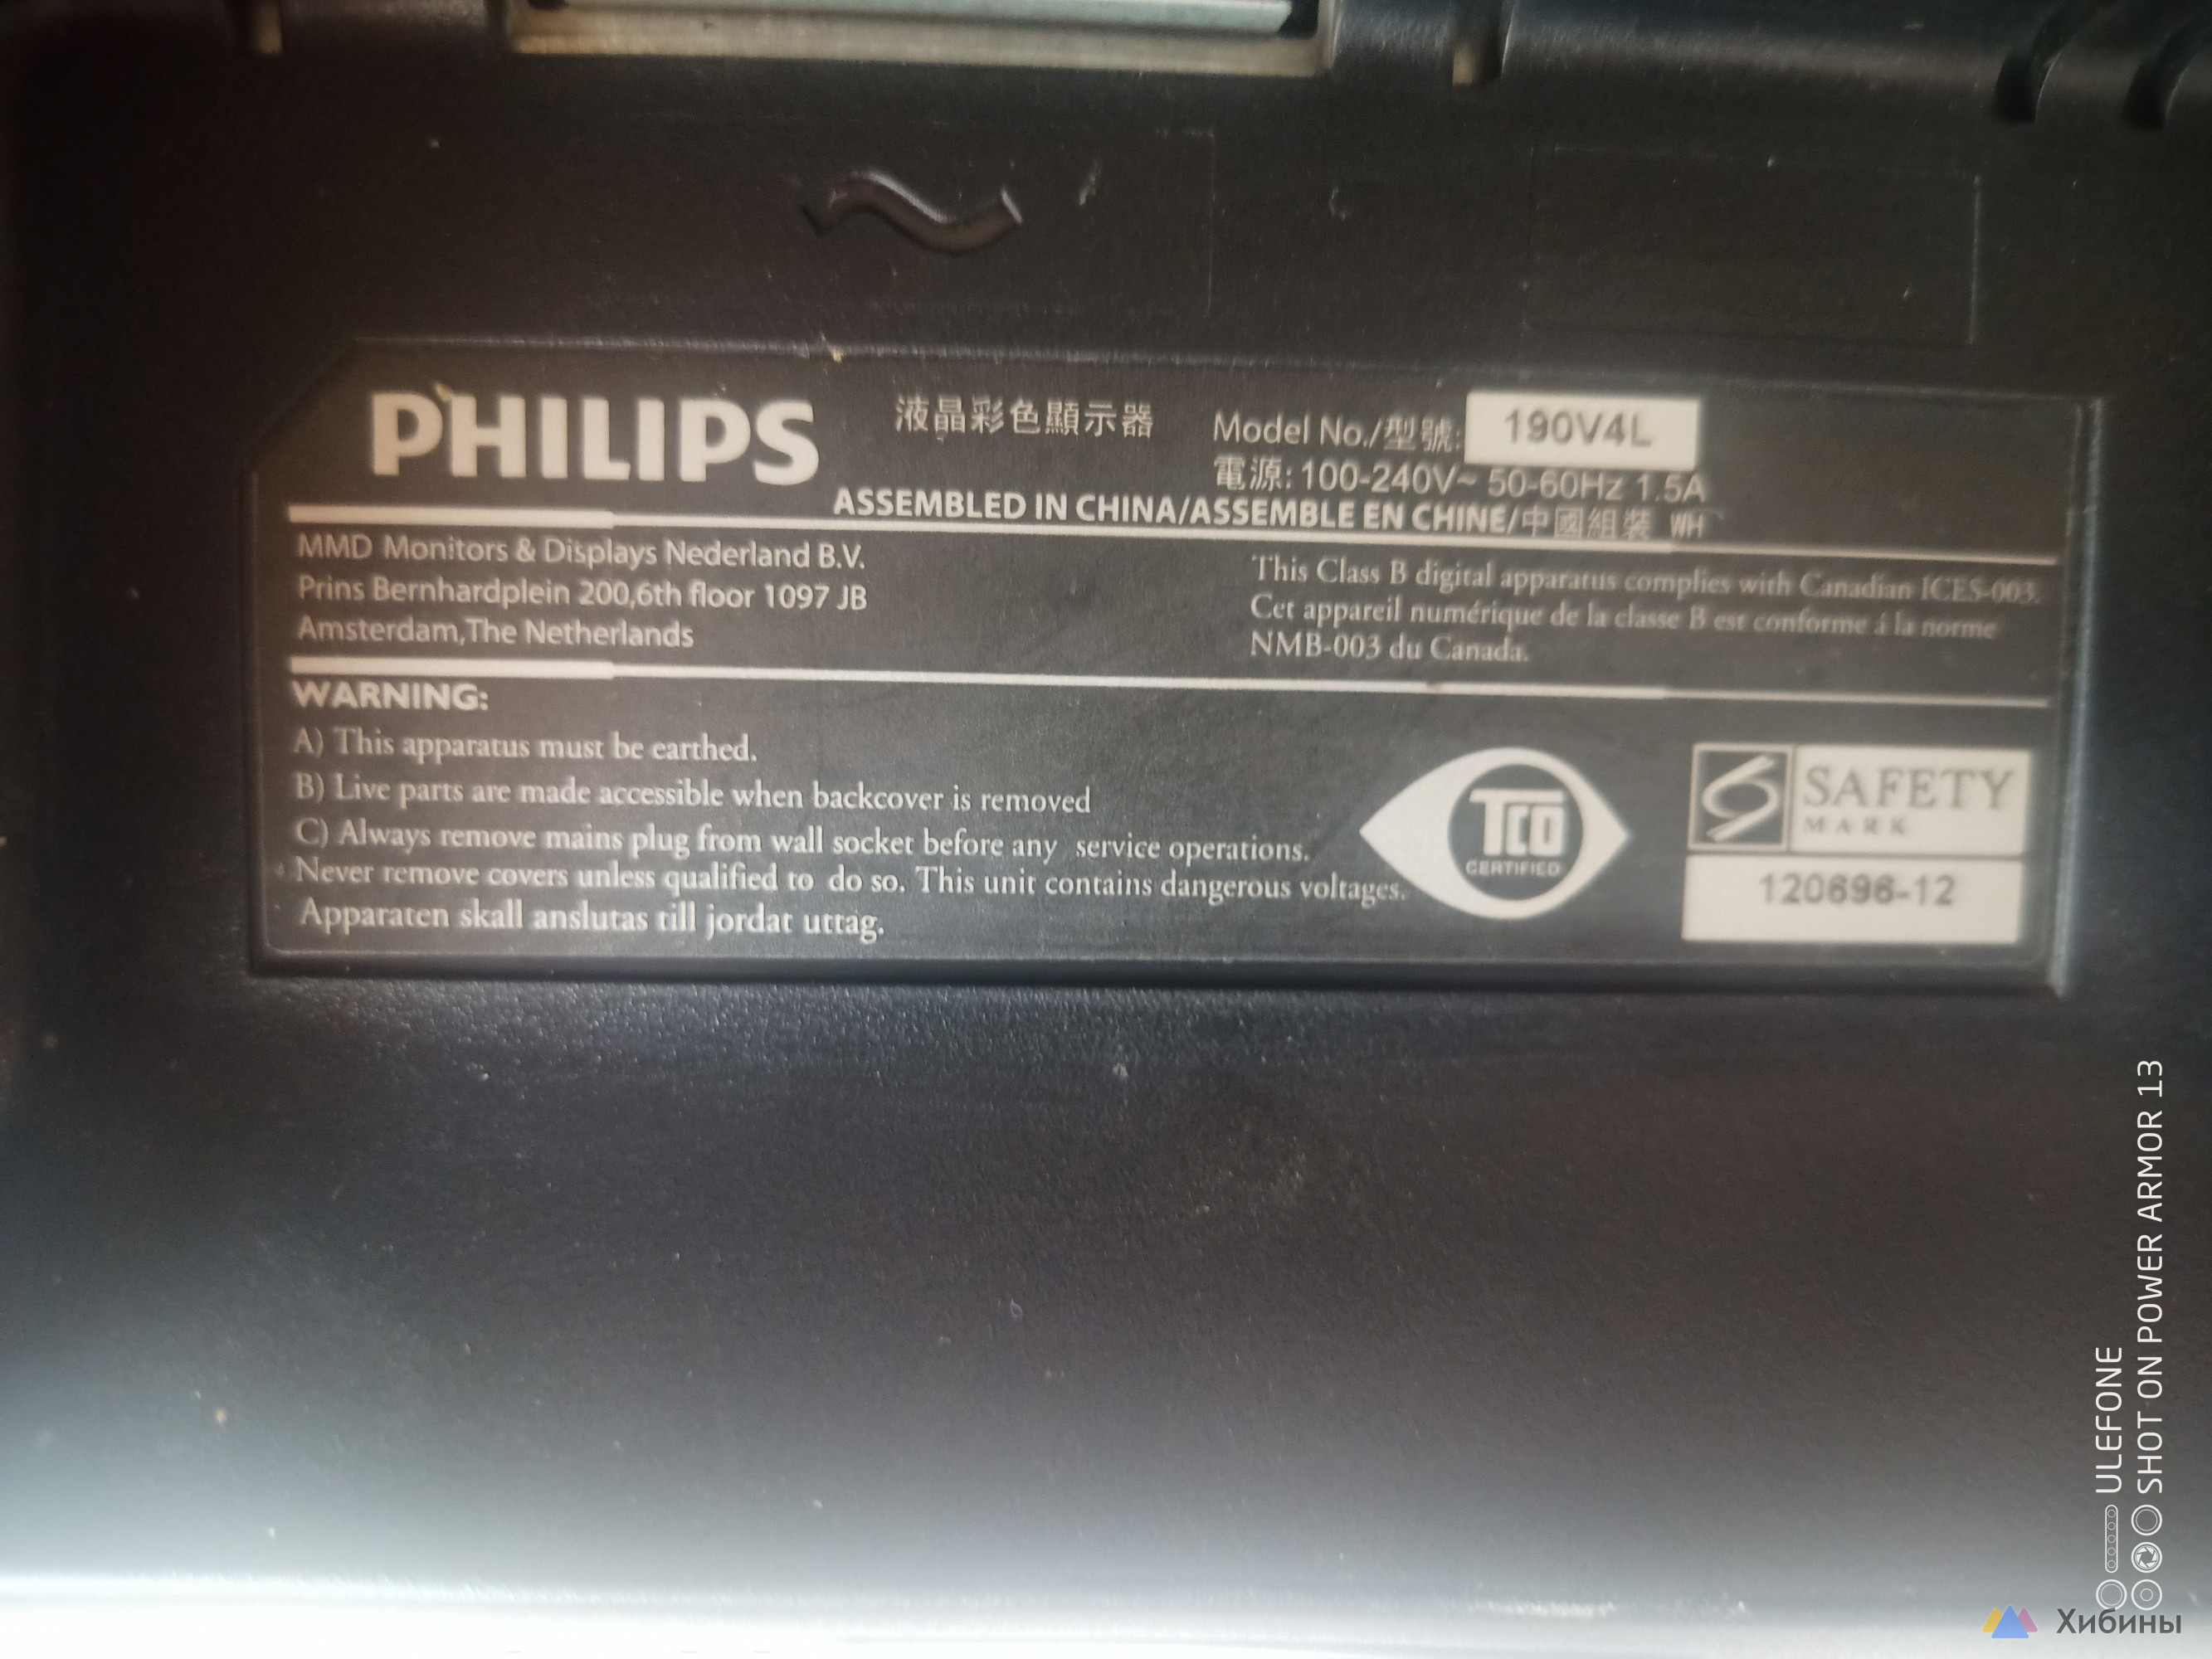 PHILIPS
液晶彩色顯示器
Model No./型號: 190V4L
電源: 100-240V~ 50-60Hz 1.5A
ASSEMBLED IN CHINA/ASSEMBLE EN CHINE/中國組裝 WH
MMD Monitors & Displays Nederland B.V.
Prins Bernhardplein 200,6th floor 1097 JB
Amsterdam,The Netherlands
This Class B digital apparatus complies with Canadian ICES-003.
Cet appareil numérique de la classe B est conforme á la norme
NMB-003 du Canada.
WARNING:
A) This apparatus must be earthed.
B) Live parts are made accessible when backcover is removed
C) Always remove mains plug from wall socket before any service operations.
Never remove covers unless qualified to do so. This unit contains dangerous voltages.
Apparaten skall anslutas till jordat uttag.
TCO
CERTIFIED
SAFETY
MARK
120696-12
ULEFONE
SHOT ON POWER ARMOR 13
Хибины